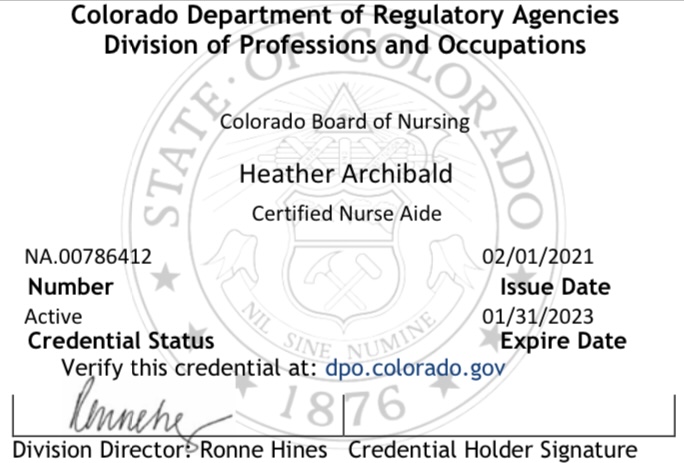 Colorado Department of Regulatory Agencies
Division of Professions and Occupations
STATE · OF COLORADO
Colorado Board of Nursing
Heather Archibald
Certified Nurse Aide
NA.00786412 02/01/2021
Number Issue Date
Active 01/31/2023
NIL SINE NUMINE
Credential Status Expire Date
Verify this credential at: dpo.colorado.gov
1876
Division Director: Ronne Hines Credential Holder Signature